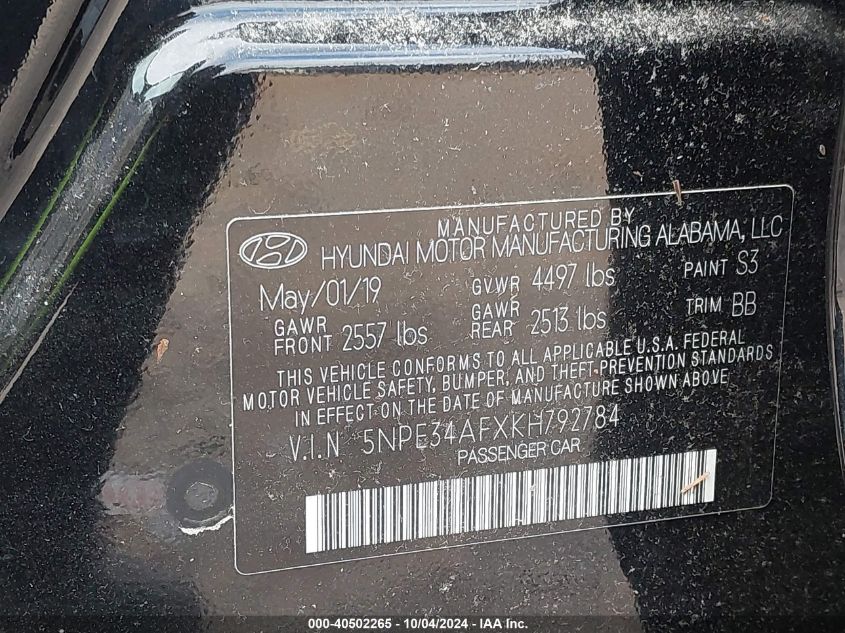 MANUFACTURED BY
HYUNDAI MOTOR MANUFACTURING ALABAMA, LLC
May/01/19 GVWR 4497 lbs PAINT S3
GAWR FRONT 2557 lbs GAWR REAR 2513 lbs TRIM BB
THIS VEHICLE CONFORMS TO ALL APPLICABLE U.S.A. FEDERAL
MOTOR VEHICLE SAFETY, BUMPER, AND THEFT PREVENTION STANDARDS
IN EFFECT ON THE DATE OF MANUFACTURE SHOWN ABOVE
V.I.N 5NPE34AFXKH792784
PASSENGER CAR
000-40502265 - 10/04/2024 - IAAI, Inc.